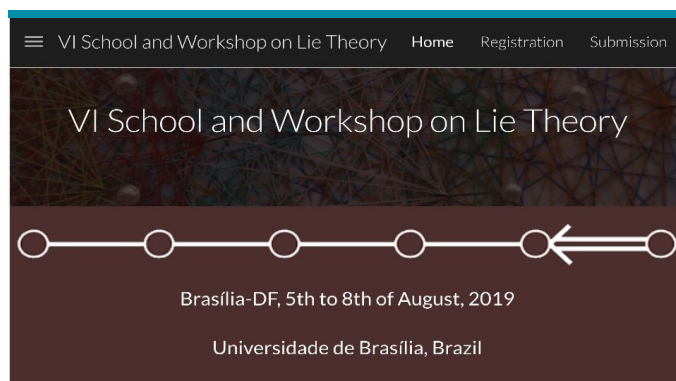 VI School and Workshop on Lie Theory Home Registration Submission
VI School and Workshop on Lie Theory
Brasília-DF, 5th to 8th of August, 2019
Universidade de Brasília, Brazil